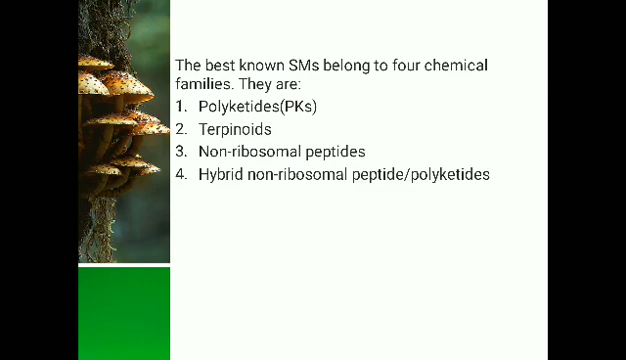 The best known SMs belong to four chemical
families. They are:
1. Polyketides(PKs)
2. Terpinoids
3. Non-ribosomal peptides
4. Hybrid non-ribosomal peptide/polyketides